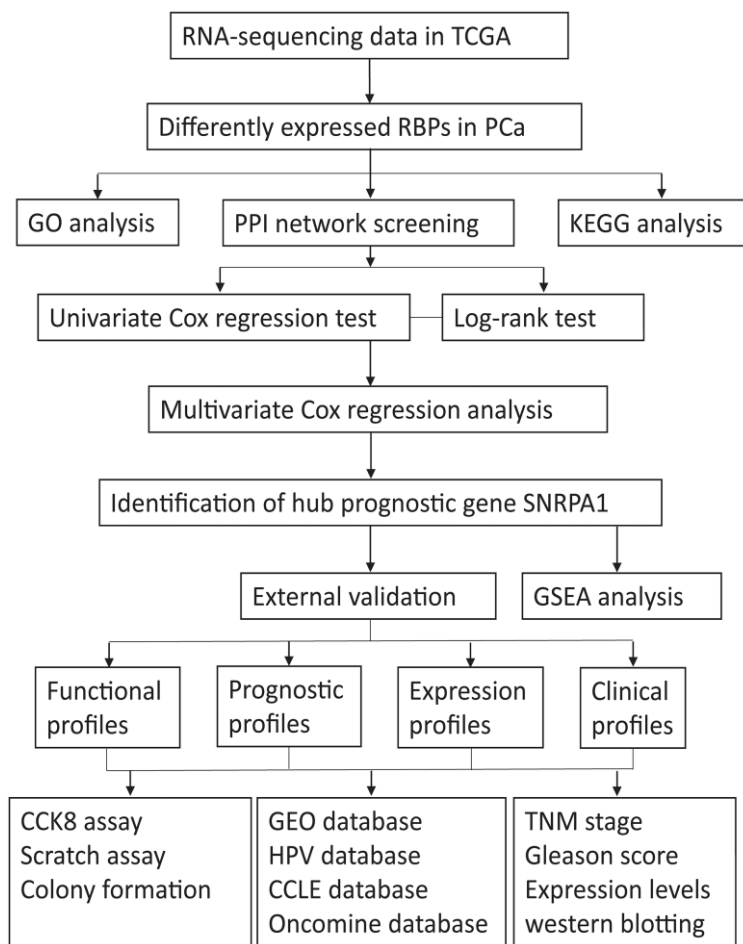 RNA-sequencing data in TCGA
Differently expressed RBPs in PCa
GO analysis
PPI network screening
KEGG analysis
Univariate Cox regression test
Log-rank test
Multivariate Cox regression analysis
Identification of hub prognostic gene SNRPA1
External validation
GSEA analysis
Functional
profiles
Prognostic
profiles
Expression
profiles
Clinical
profiles
CCK8 assay
Scratch assay
Colony formation
GEO database
HPV database
CCLE database
Oncomine database
TNM stage
Gleason score
Expression levels
western blotting